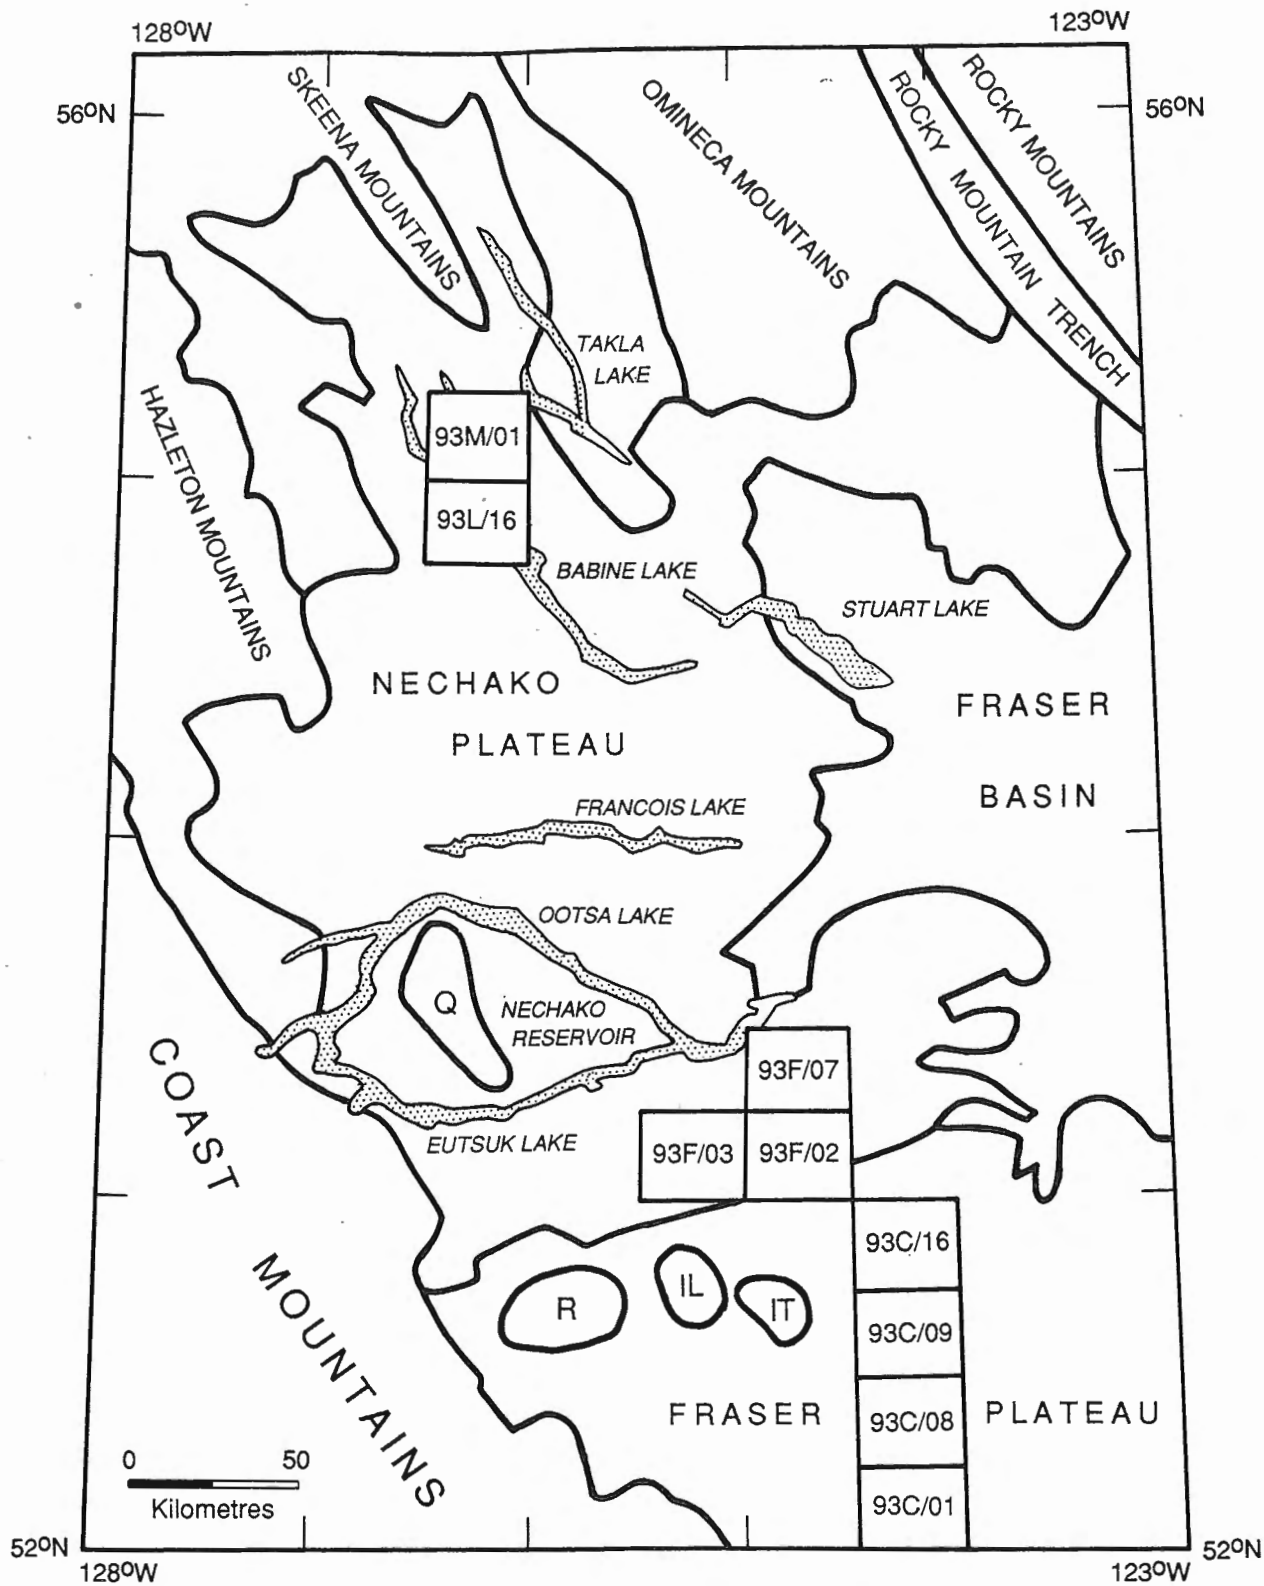 128°W
123°W
56°N
56°N
SKEENA MOUNTAINS
OMINECA MOUNTAINS
ROCKY MOUNTAIN TRENCH
ROCKY MOUNTAINS
TAKLA
LAKE
HAZLETON MOUNTAINS
93M/01
93L/16
BABINE LAKE
STUART LAKE
NECHAKO
PLATEAU
FRASER
BASIN
FRANCOIS LAKE
OOTSA LAKE
Q
NECHAKO
RESERVOIR
EUTSUK LAKE
COAST
MOUNTAINS
93F/07
93F/03
93F/02
93C/16
93C/09
93C/08
93C/01
R
IL
IT
FRASER
PLATEAU
0 50
Kilometres
52°N
52°N
128°W
123°W